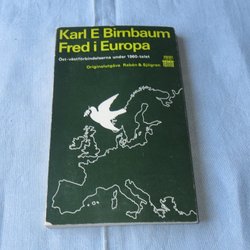 Karl E Birnbaum
Fred i Europa
Öst-västförbindelserna under 1960-talet
Originalutgåva Rabén & Sjögren